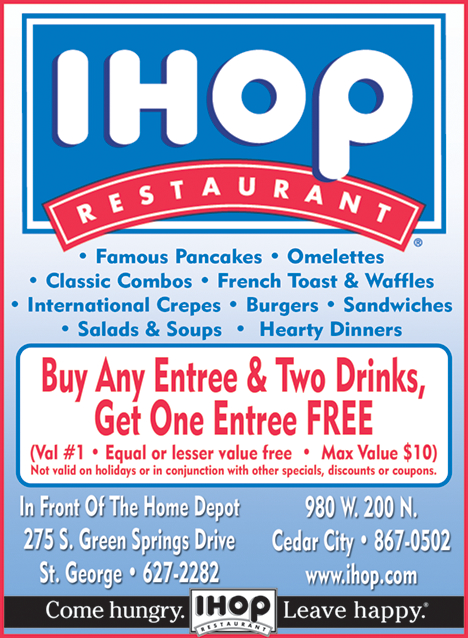 IHOP
RESTAURANT ®
• Famous Pancakes • Omelettes
• Classic Combos • French Toast & Waffles
• International Crepes • Burgers • Sandwiches
• Salads & Soups • Hearty Dinners
Buy Any Entree & Two Drinks,
Get One Entree FREE
(Val #1 • Equal or lesser value free • Max Value $10)
Not valid on holidays or in conjunction with other specials, discounts or coupons.
In Front Of The Home Depot
275 S. Green Springs Drive
St. George • 627-2282
980 W. 200 N.
Cedar City • 867-0502
www.ihop.com
Come hungry. IHOP RESTAURANT Leave happy.®